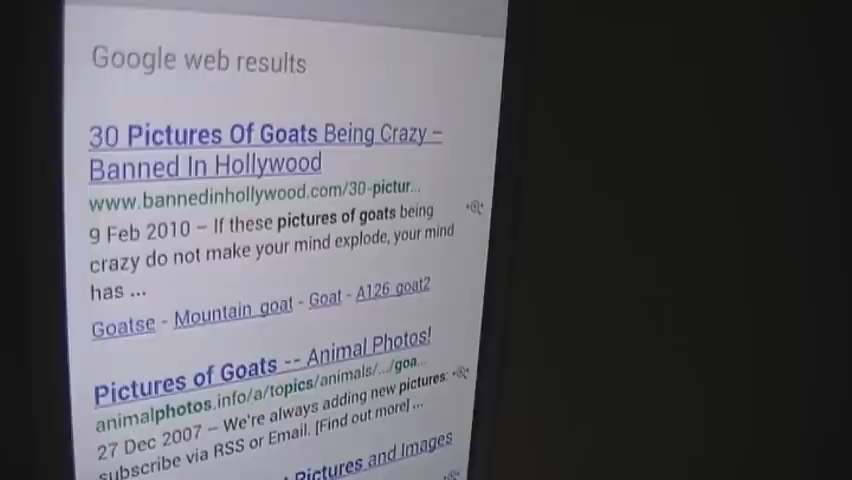 Google web results
30 Pictures Of Goats Being Crazy –
Banned In Hollywood
www.bannedinhollywood.com/30-pictur...
9 Feb 2010 – If these pictures of goats being
crazy do not make your mind explode, your mind
has ...
Goatse - Mountain goat - Goat - A126 goat2
Pictures of Goats -- Animal Photos!
animalphotos.info/a/topics/animals/.../goa...
27 Dec 2007 – We're always adding new pictures:
subscribe via RSS or Email. [Find out more] ...
Pictures and Images